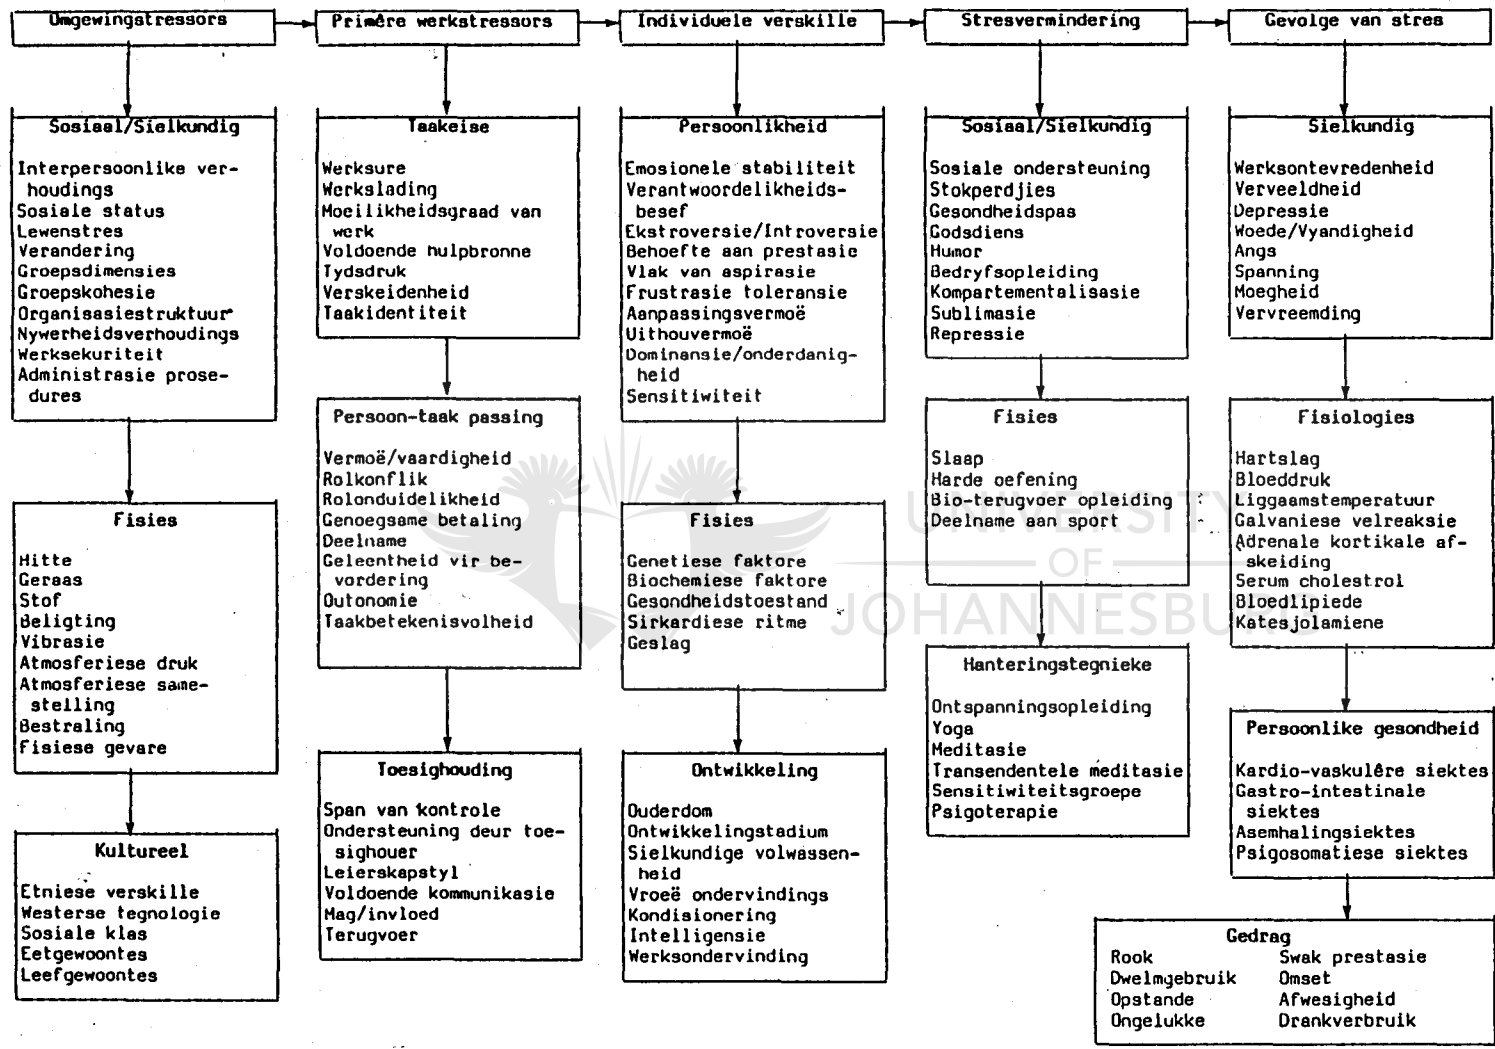 Omgewingstressors
Primêre werkstressors
Individuele verskille
Stresvermindering
Gevolge van stres
Sosiaal/Sielkundig
Interpersoonlike ver-
houdings
Sosiale status
Lewenstres
Verandering
Groepsdimensies
Groepskohesie
Organisasiestruktuur
Nywerheidsverhoudings
Werksekuriteit
Administrasie prose-
dures
Fisies
Hitte
Geraas
Stof
Beligting
Vibrasie
Atmosferiese druk
Atmosferiese same-
stelling
Bestraling
Fisiese gevare
Kultureel
Etniese verskille
Westerse tegnologie
Sosiale klas
Eetgewoontes
Leefgewoontes
Taakeise
Werksure
Werkslading
Moeilikheidsgraad van
werk
Voldoende hulpbronne
Tydsdruk
Verskeidenheid
Taakidentiteit
Persoon-taak passing
Vermoë/vaardigheid
Rolkonflik
Rolonduidelikheid
Genoegsame betaling
Deelname
Geleentheid vir be-
vordering
Outonomie
Taakbetekenisvolheid
Toesighouding
Span van kontrole
Ondersteuning deur toe-
sighouer
Leierskapstyl
Voldoende kommunikasie
Mag/invloed
Terugvoer
Persoonlikheid
Emosionele stabiliteit
Verantwoordelikheids-
besef
Ekstroversie/Introversie
Behoefte aan prestasie
Vlak van aspirasie
Frustrasie toleransie
Aanpassingsvermoë
Uithouvermoë
Dominansie/onderdanig-
heid
Sensitiwiteit
Fisies
Genetiese faktore
Biochemiese faktore
Gesondheidstoestand
Sirkardiese ritme
Geslag
Ontwikkeling
Ouderdom
Ontwikkelingstadium
Sielkundige volwassen-
heid
Vroeë ondervindings
Kondisionering
Intelligensie
Werksondervinding
Sosiaal/Sielkundig
Sosiale ondersteuning
Stokperdjies
Gesondheidspas
Godsdiens
Humor
Bedryfsopleiding
Kompartementalisasie
Sublimasie
Repressie
Fisies
Slaap
Harde oefening
Bio-terugvoer opleiding
Deelname aan sport
Hanteringstegnieke
Ontspanningsopleiding
Yoga
Meditasie
Transendentele meditasie
Sensitiwiteitsgroepe
Psigoterapie
Sielkundig
Werksontevredenheid
Verveeldheid
Depressie
Woede/Vyandigheid
Angs
Spanning
Moegheid
Vervreemding
Fisiologies
Hartslag
Bloeddruk
Liggaamstemperatuur
Galvaniese velreaksie
Adrenale kortikale af-
skeiding
Serum cholestrol
Bloedlipiede
Katesjolamiene
Persoonlike gesondheid
Kardio-vaskulêre siektes
Gastro-intestinale
siektes
Asemhalingsiektes
Psigosomatiese siektes
Gedrag
Rook
Swak prestasie
Dwelmgebruik
Omset
Opstande
Afwesigheid
Ongelukke
Drankverbruik
UNIVERSITY
OF
JOHANNESBURG